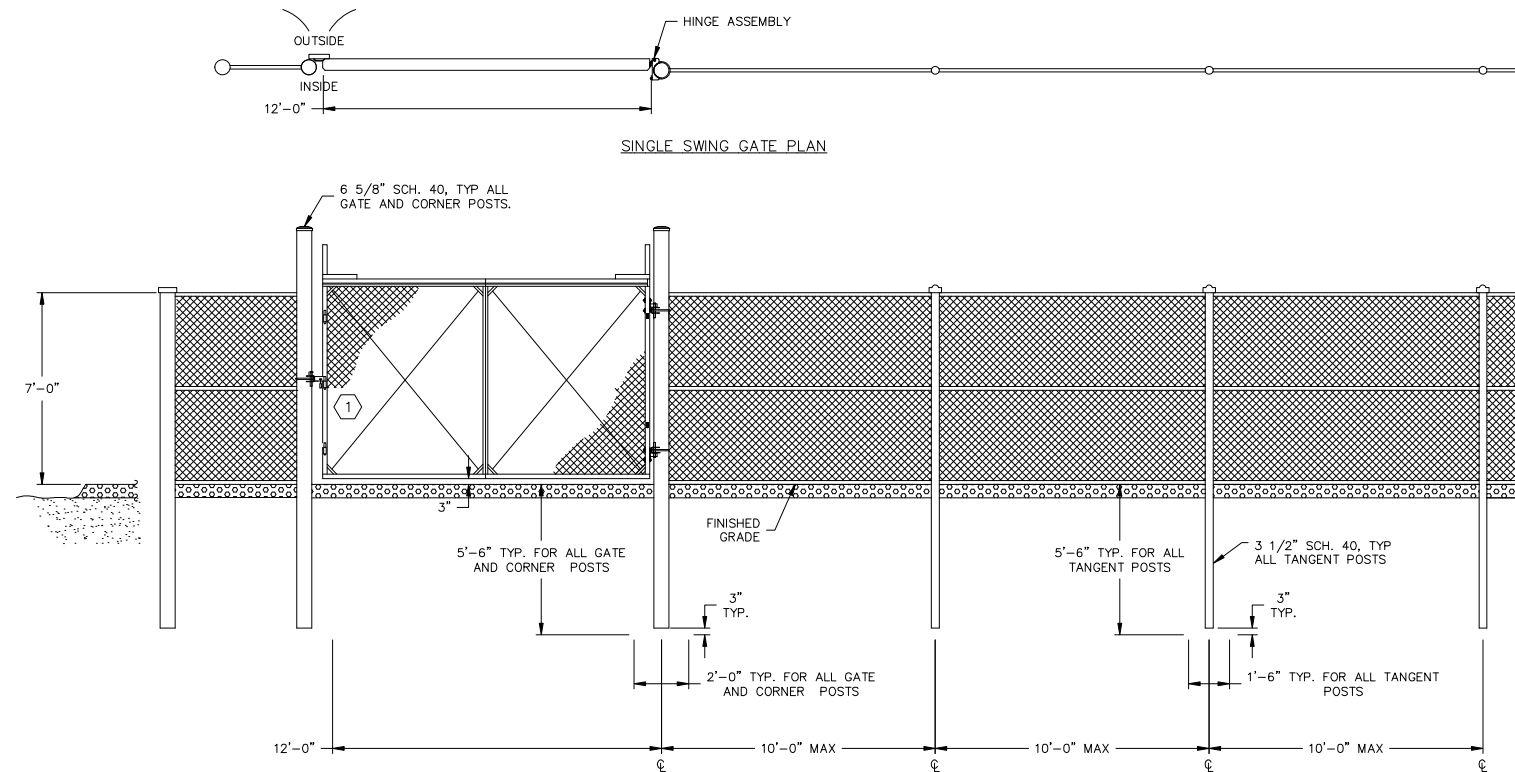 HINGE ASSEMBLY
OUTSIDE
INSIDE
12'-0"
SINGLE SWING GATE PLAN
6 5/8" SCH. 40, TYP ALL
GATE AND CORNER POSTS.
7'-0"
1
3"
FINISHED
GRADE
5'-6" TYP. FOR ALL GATE
AND CORNER POSTS
5'-6" TYP. FOR ALL
TANGENT POSTS
3 1/2" SCH. 40, TYP
ALL TANGENT POSTS
3"
TYP.
3"
TYP.
2'-0" TYP. FOR ALL GATE
AND CORNER POSTS
1'-6" TYP. FOR ALL TANGENT
POSTS
12'-0"
10'-0" MAX
10'-0" MAX
10'-0" MAX
℄
℄
℄
℄